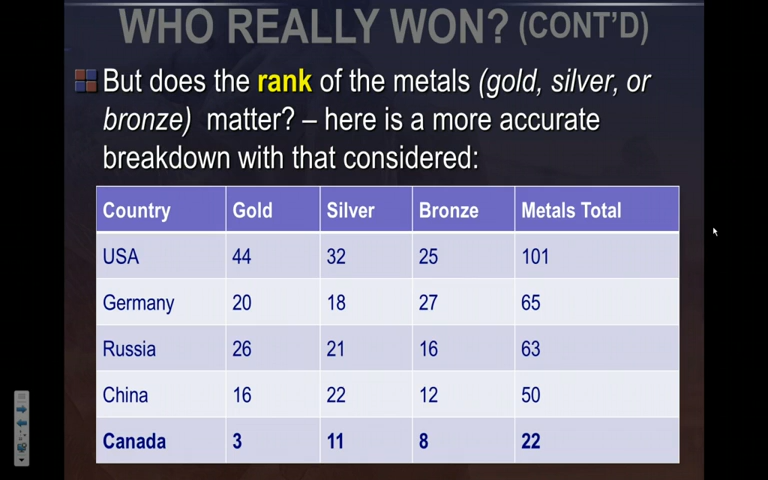 WHO REALLY WON? (CONT'D)
But does the rank of the metals (gold, silver, or
bronze) matter? – here is a more accurate
breakdown with that considered:
Country Gold Silver Bronze Metals Total
USA 44 32 25 101
Germany 20 18 27 65
Russia 26 21 16 63
China 16 22 12 50
Canada 3 11 8 22